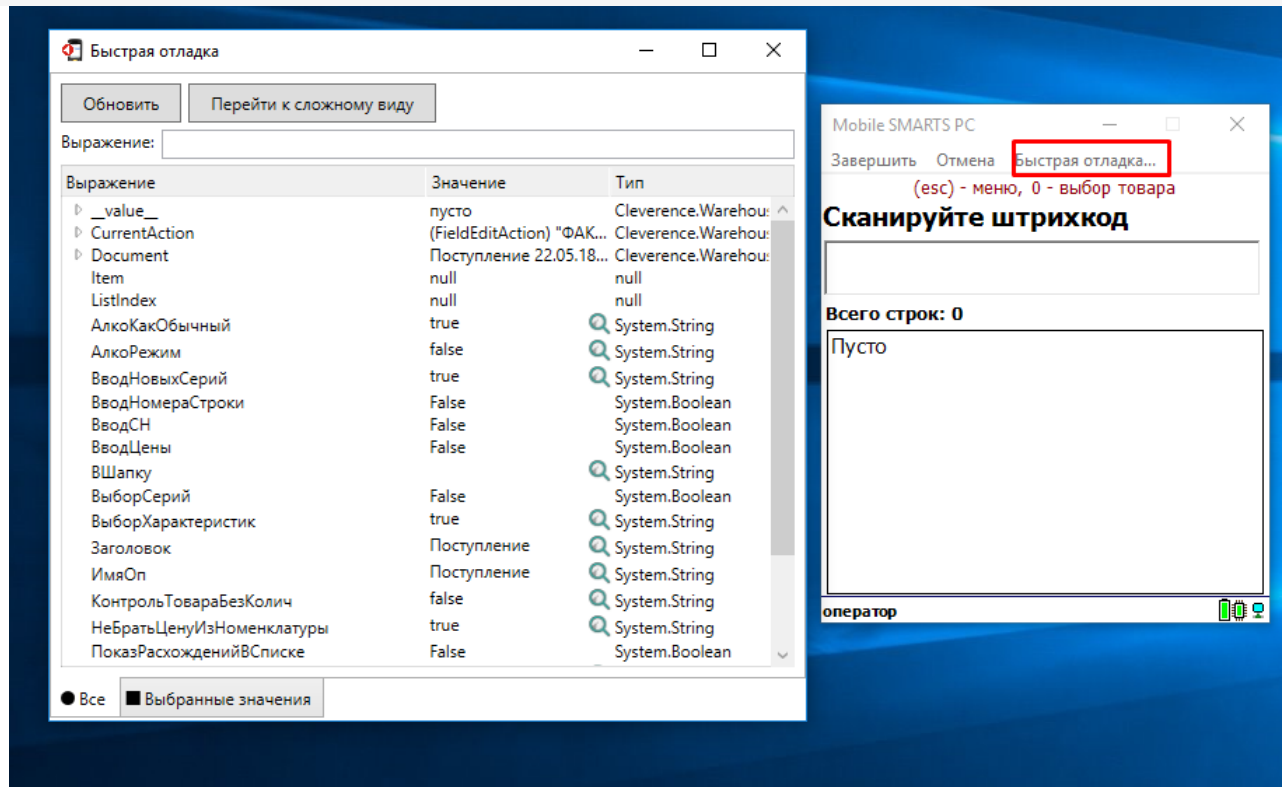 Быстрая отладка
Обновить Перейти к сложному виду
Выражение:
Выражение Значение Тип
__value__ пусто Cleverence.Warehou:
CurrentAction (FieldEditAction) "ФАК... Cleverence.Warehou:
Document Поступление 22.05.18... Cleverence.Warehou:
Item null null
ListIndex null null
АлкоКакОбычный true System.String
АлкоРежим false System.String
ВводНовыхСерий true System.String
ВводНомераСтроки False System.Boolean
ВводСН False System.Boolean
ВводЦены False System.Boolean
ВШапку System.String
ВыборСерий False System.Boolean
ВыборХарактеристик true System.String
Заголовок Поступление System.String
ИмяОп Поступление System.String
КонтрольТовараБезКолич false System.String
НеБратьЦенуИзНоменклатуры true System.String
ПоказРасхожденийВСписке False System.Boolean
Все Выбранные значения
Mobile SMARTS PC
Завершить Отмена Быстрая отладка...
(esc) - меню, 0 - выбор товара
Сканируйте штрихкод
Всего строк: 0
Пусто
оператор